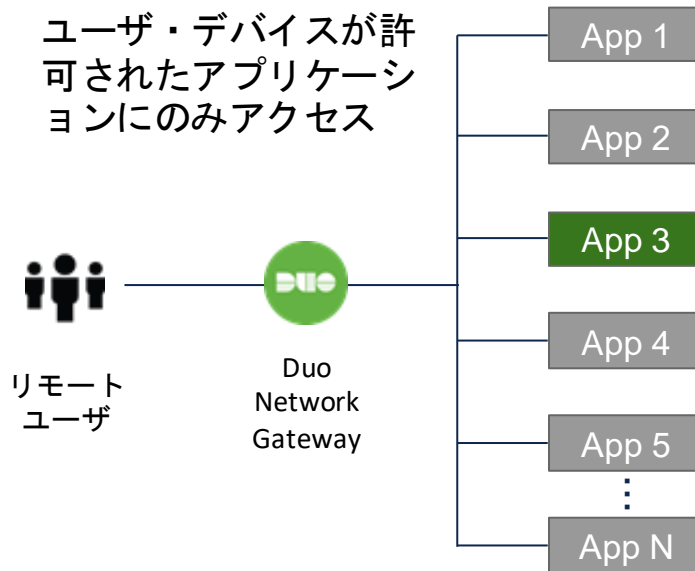 ユーザ・デバイスが許
可されたアプリケーシ
ョンにのみアクセス
App 1
App 2
App 3
App 4
App 5
App N
リモート
ユーザ
DUO
Duo
Network
Gateway